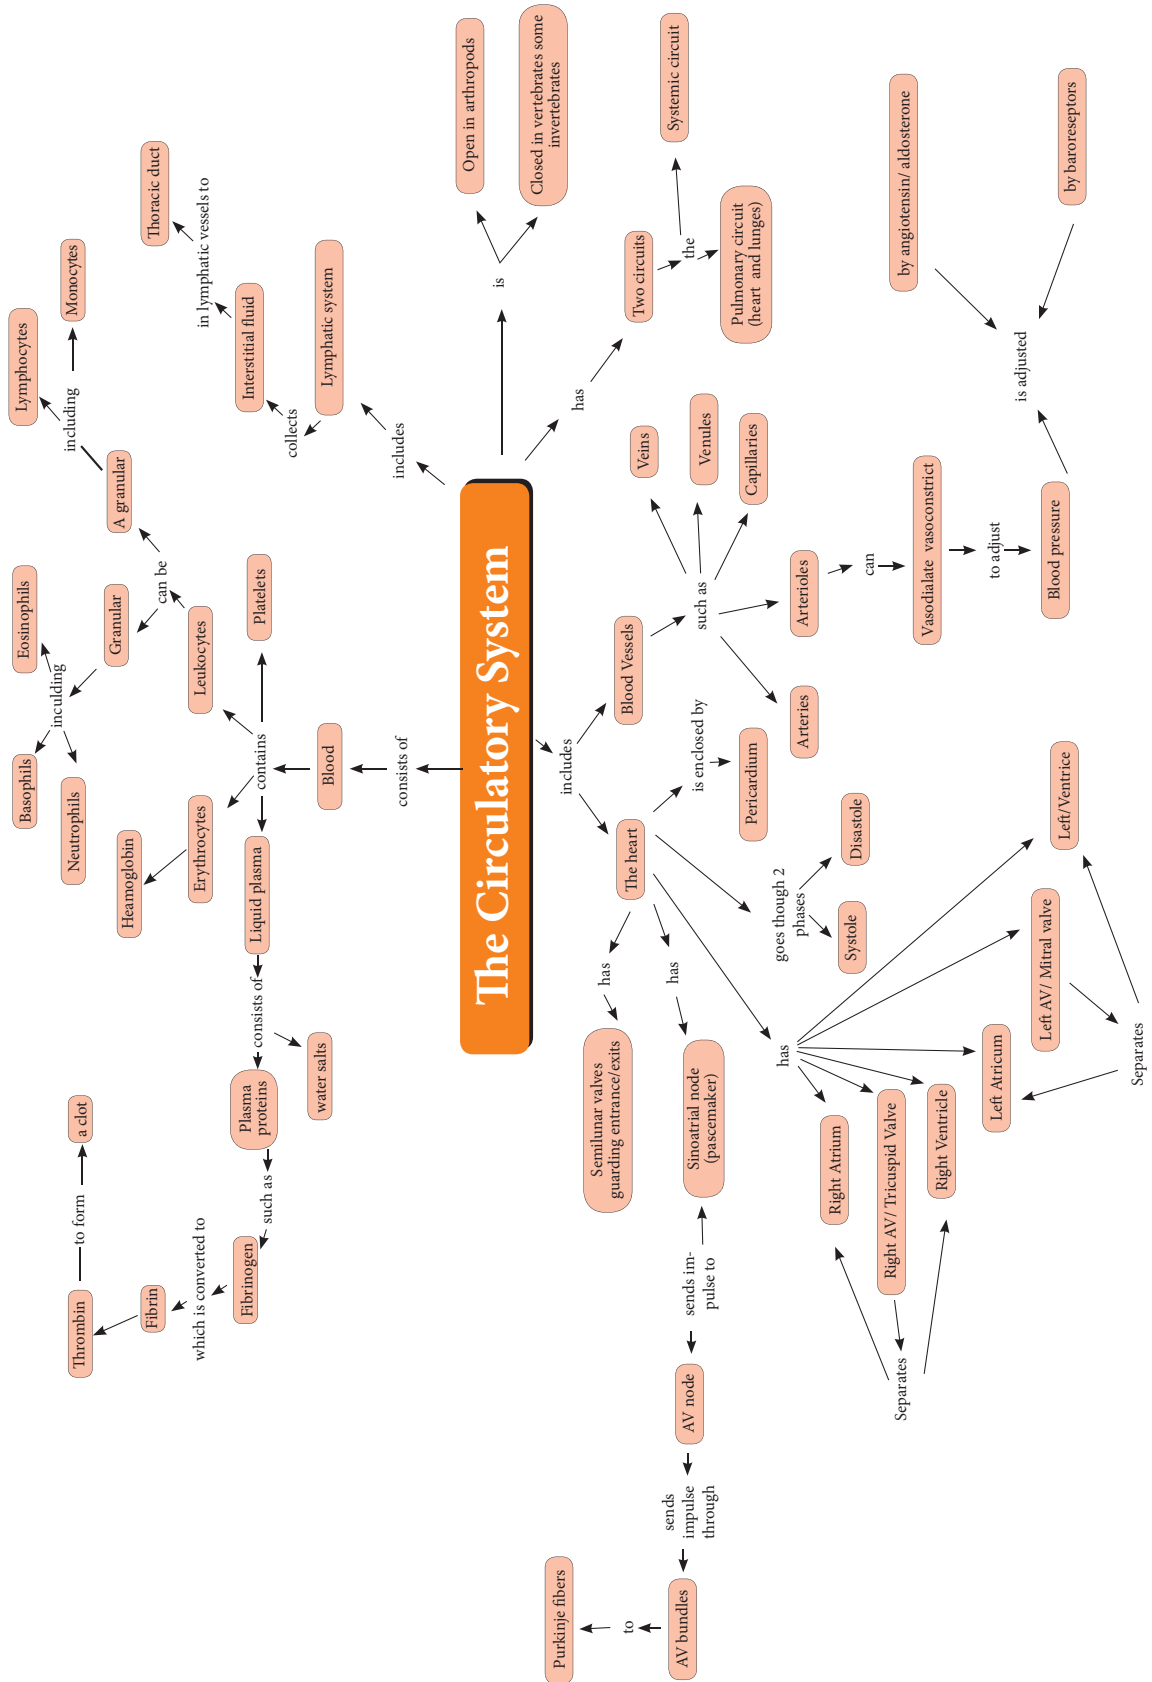 Thrombin
to form
a clot
Fibrin
which is converted to
Fibrinogen
such as
Plasma
proteins
water salts
consists of
Liquid plasma
Heamoglobin
Erythrocytes
Basophils
Neutrophils
Eosinophils
inculding
Granular
can be
Leukocytes
A granular
including
Lymphocytes
Monocytes
Platelets
contains
Blood
consists of
Thoracic duct
in lymphatic vessels to
Interstitial fluid
collects
Lymphatic system
includes
The Circulatory System
is
Open in arthropods
Closed in vertebrates some
invertebrates
has
Two circuits
the
Systemic circuit
Pulmonary circuit
(heart and lunges)
includes
Blood Vessels
such as
Veins
Venules
Capillaries
Arterioles
Arteries
can
Vasodialate vasoconstrict
to adjust
Blood pressure
is adjusted
by angiotensin/ aldosterone
by baroreseptors
The heart
is enclosed by
Pericardium
goes though 2
phases
Disastole
Systole
has
Semilunar valves
guarding entrance/exits
has
Sinoatrial node
(pascemaker)
sends im-
pulse to
AV node
sends
impulse
through
AV bundles
to
Purkinje fibers
has
Right Atrium
Right AV/ Tricuspid Valve
Right Ventricle
Separates
Left Atricum
Left AV/ Mitral valve
Left/Ventrice
Separates